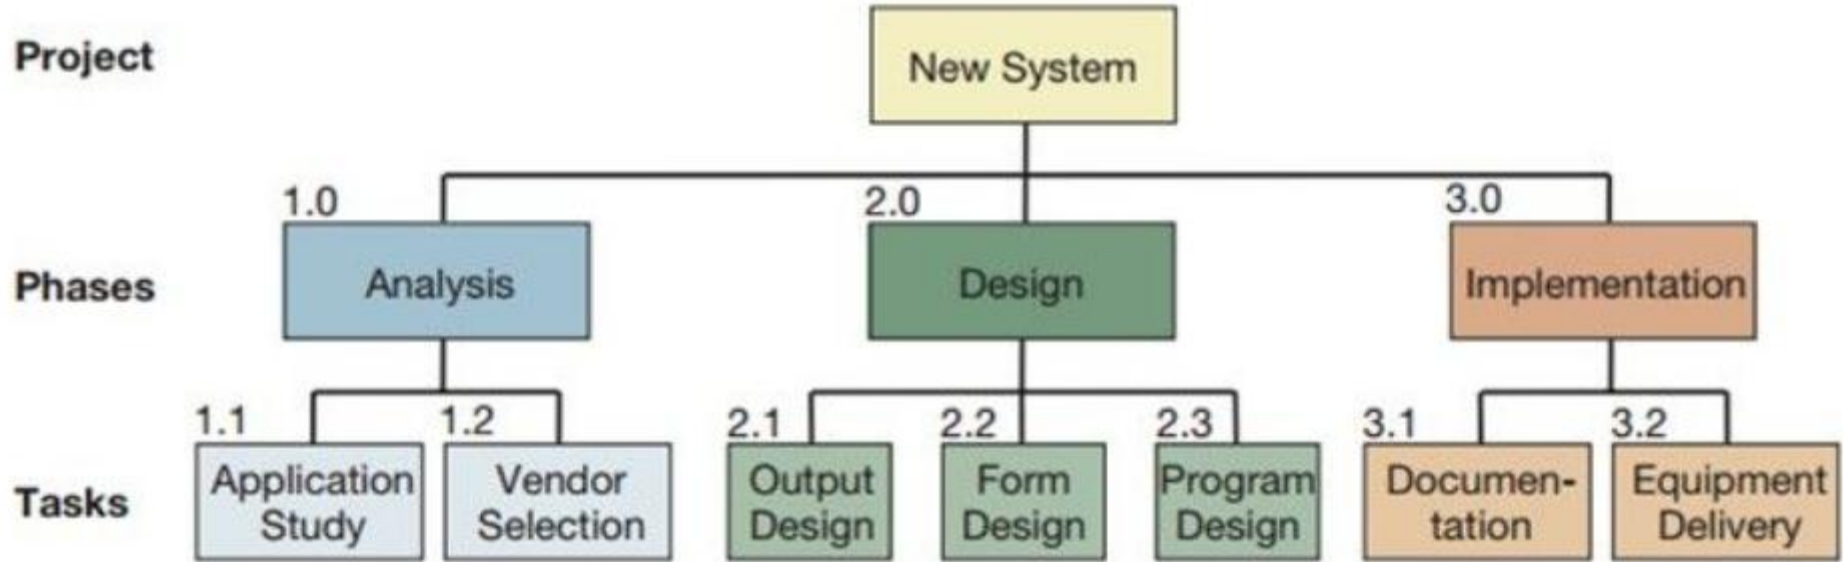 Project
New System
1.0
2.0
3.0
Phases
Analysis
Design
Implementation
1.1
1.2
2.1
2.2
2.3
3.1
3.2
Tasks
Application
Study
Vendor
Selection
Output
Design
Form
Design
Program
Design
Documen-
tation
Equipment
Delivery